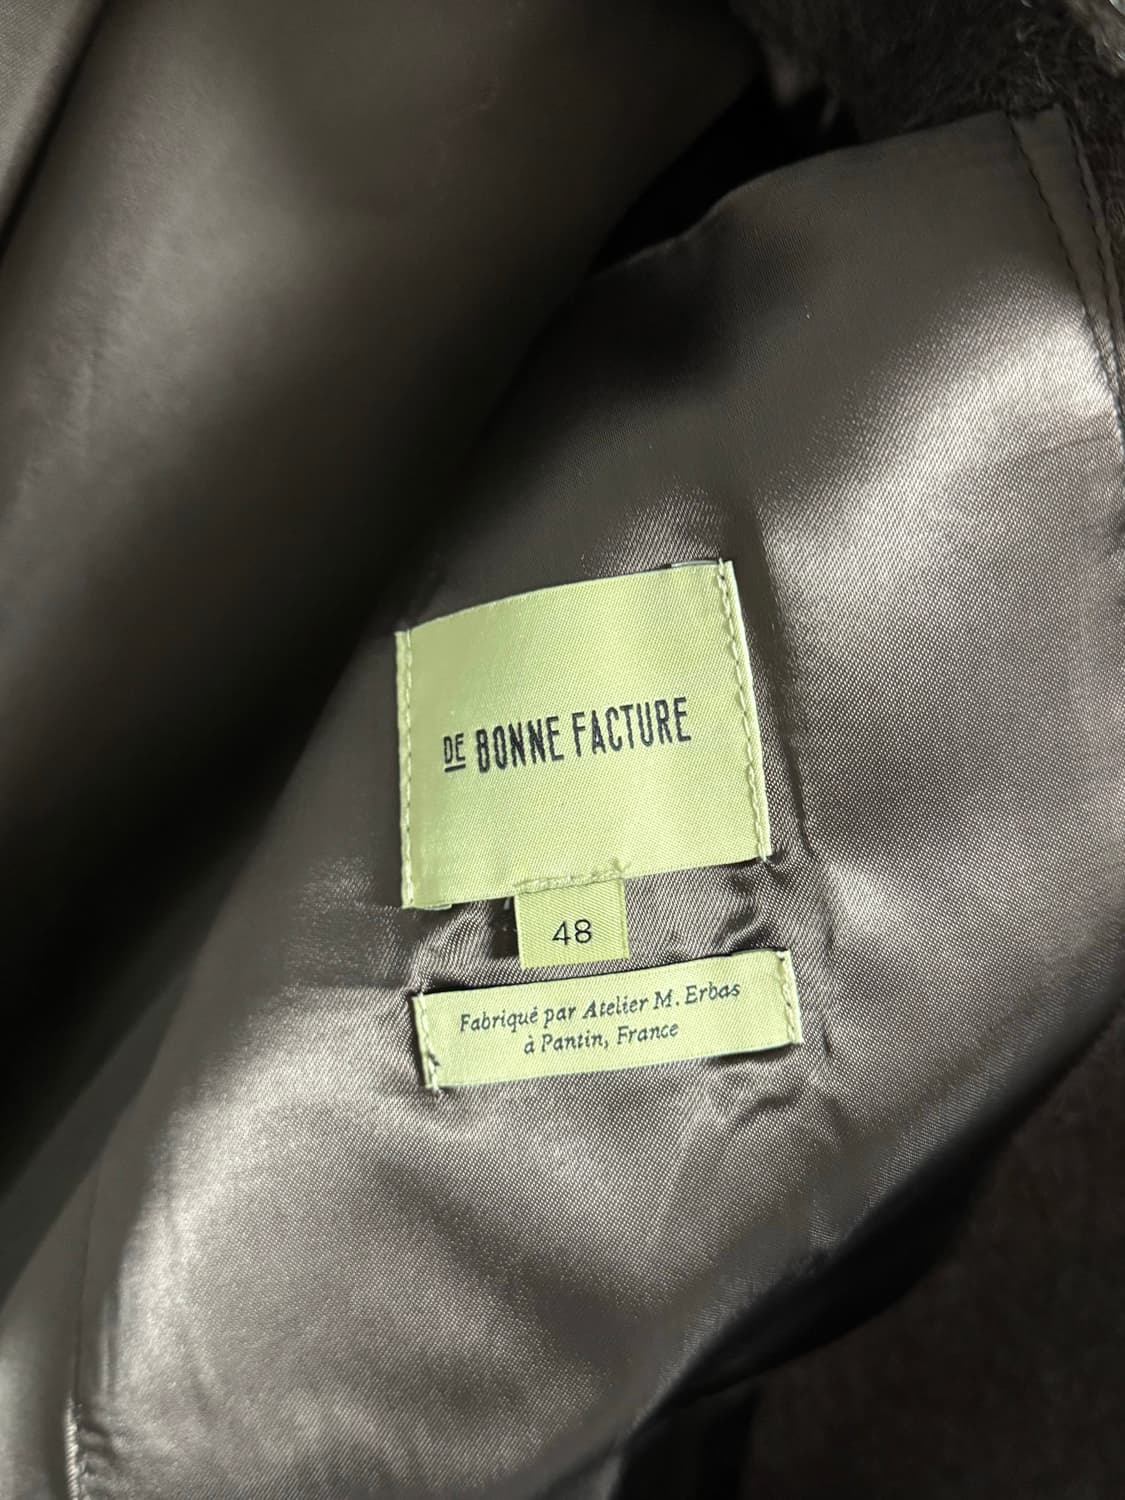 DE BONNE FACTURE
48
Fabriqué par Atelier M. Erbas
à Pantin, France